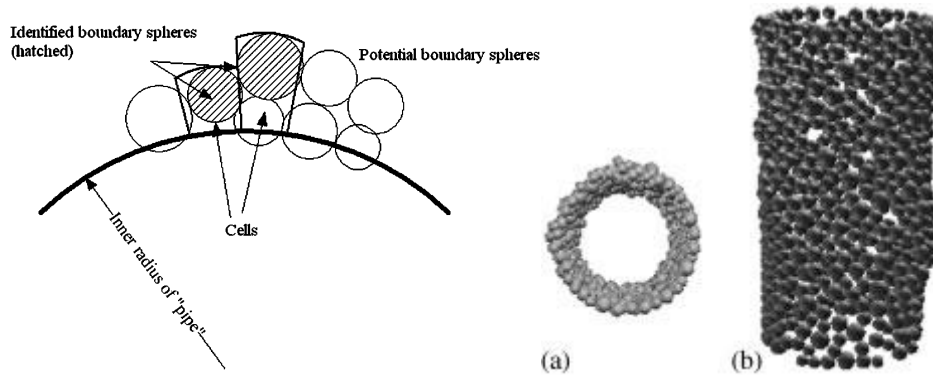 Identified boundary spheres
(hatched)
Potential boundary spheres
Cells
Inner radius of "pipe"
(a)
(b)